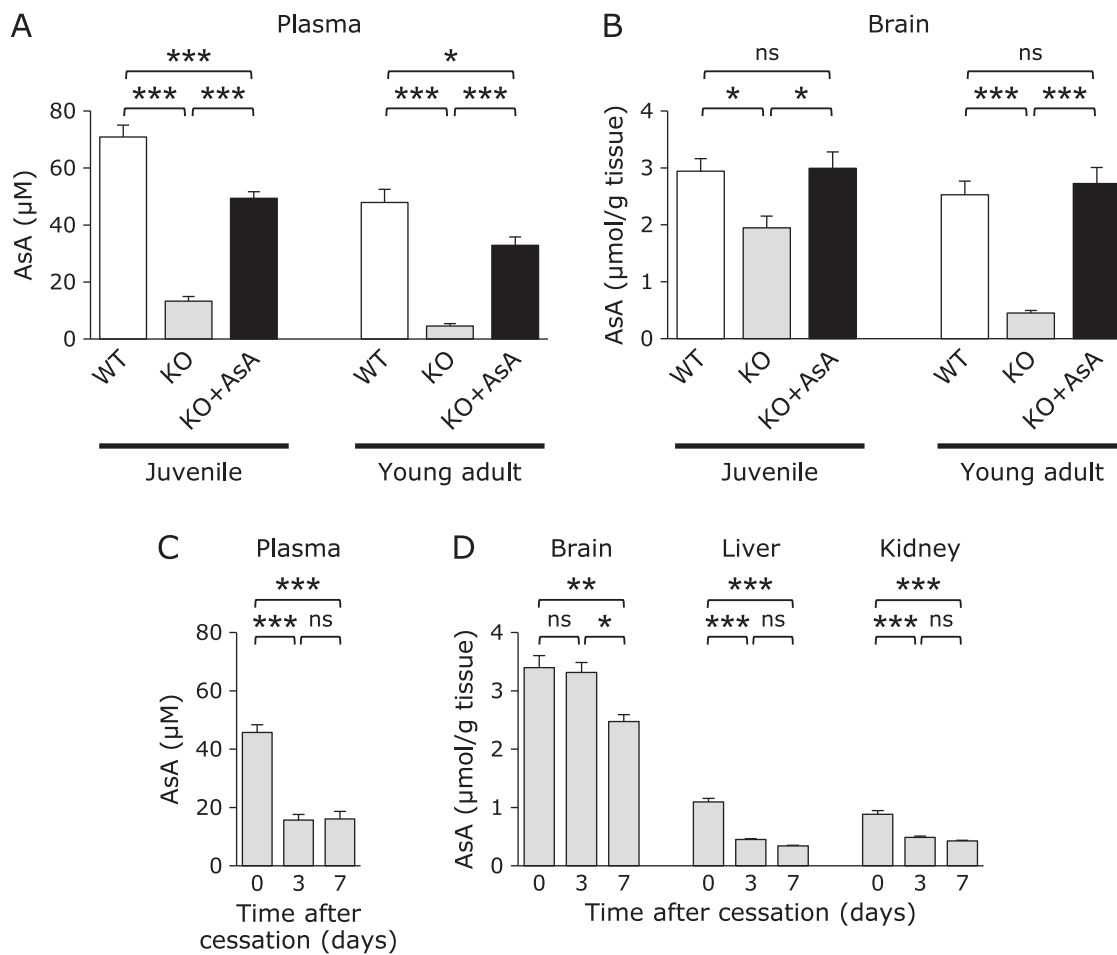 A
Plasma
***
*** ***
*
*** ***
AsA (µM)
80
60
40
20
0
WT
KO
KO+AsA
WT
KO
KO+AsA
Juvenile
Young adult
B
Brain
ns
* *
ns
*** ***
AsA (µmol/g tissue)
4
3
2
1
0
WT
KO
KO+AsA
WT
KO
KO+AsA
Juvenile
Young adult
C
Plasma
***
*** ns
AsA (µM)
80
60
40
20
0
0 3 7
Time after
cessation (days)
D
Brain Liver Kidney
** *** ***
ns * *** ns *** ns
AsA (µmol/g tissue)
4
3
2
1
0
0 3 7 0 3 7 0 3 7
Time after cessation (days)